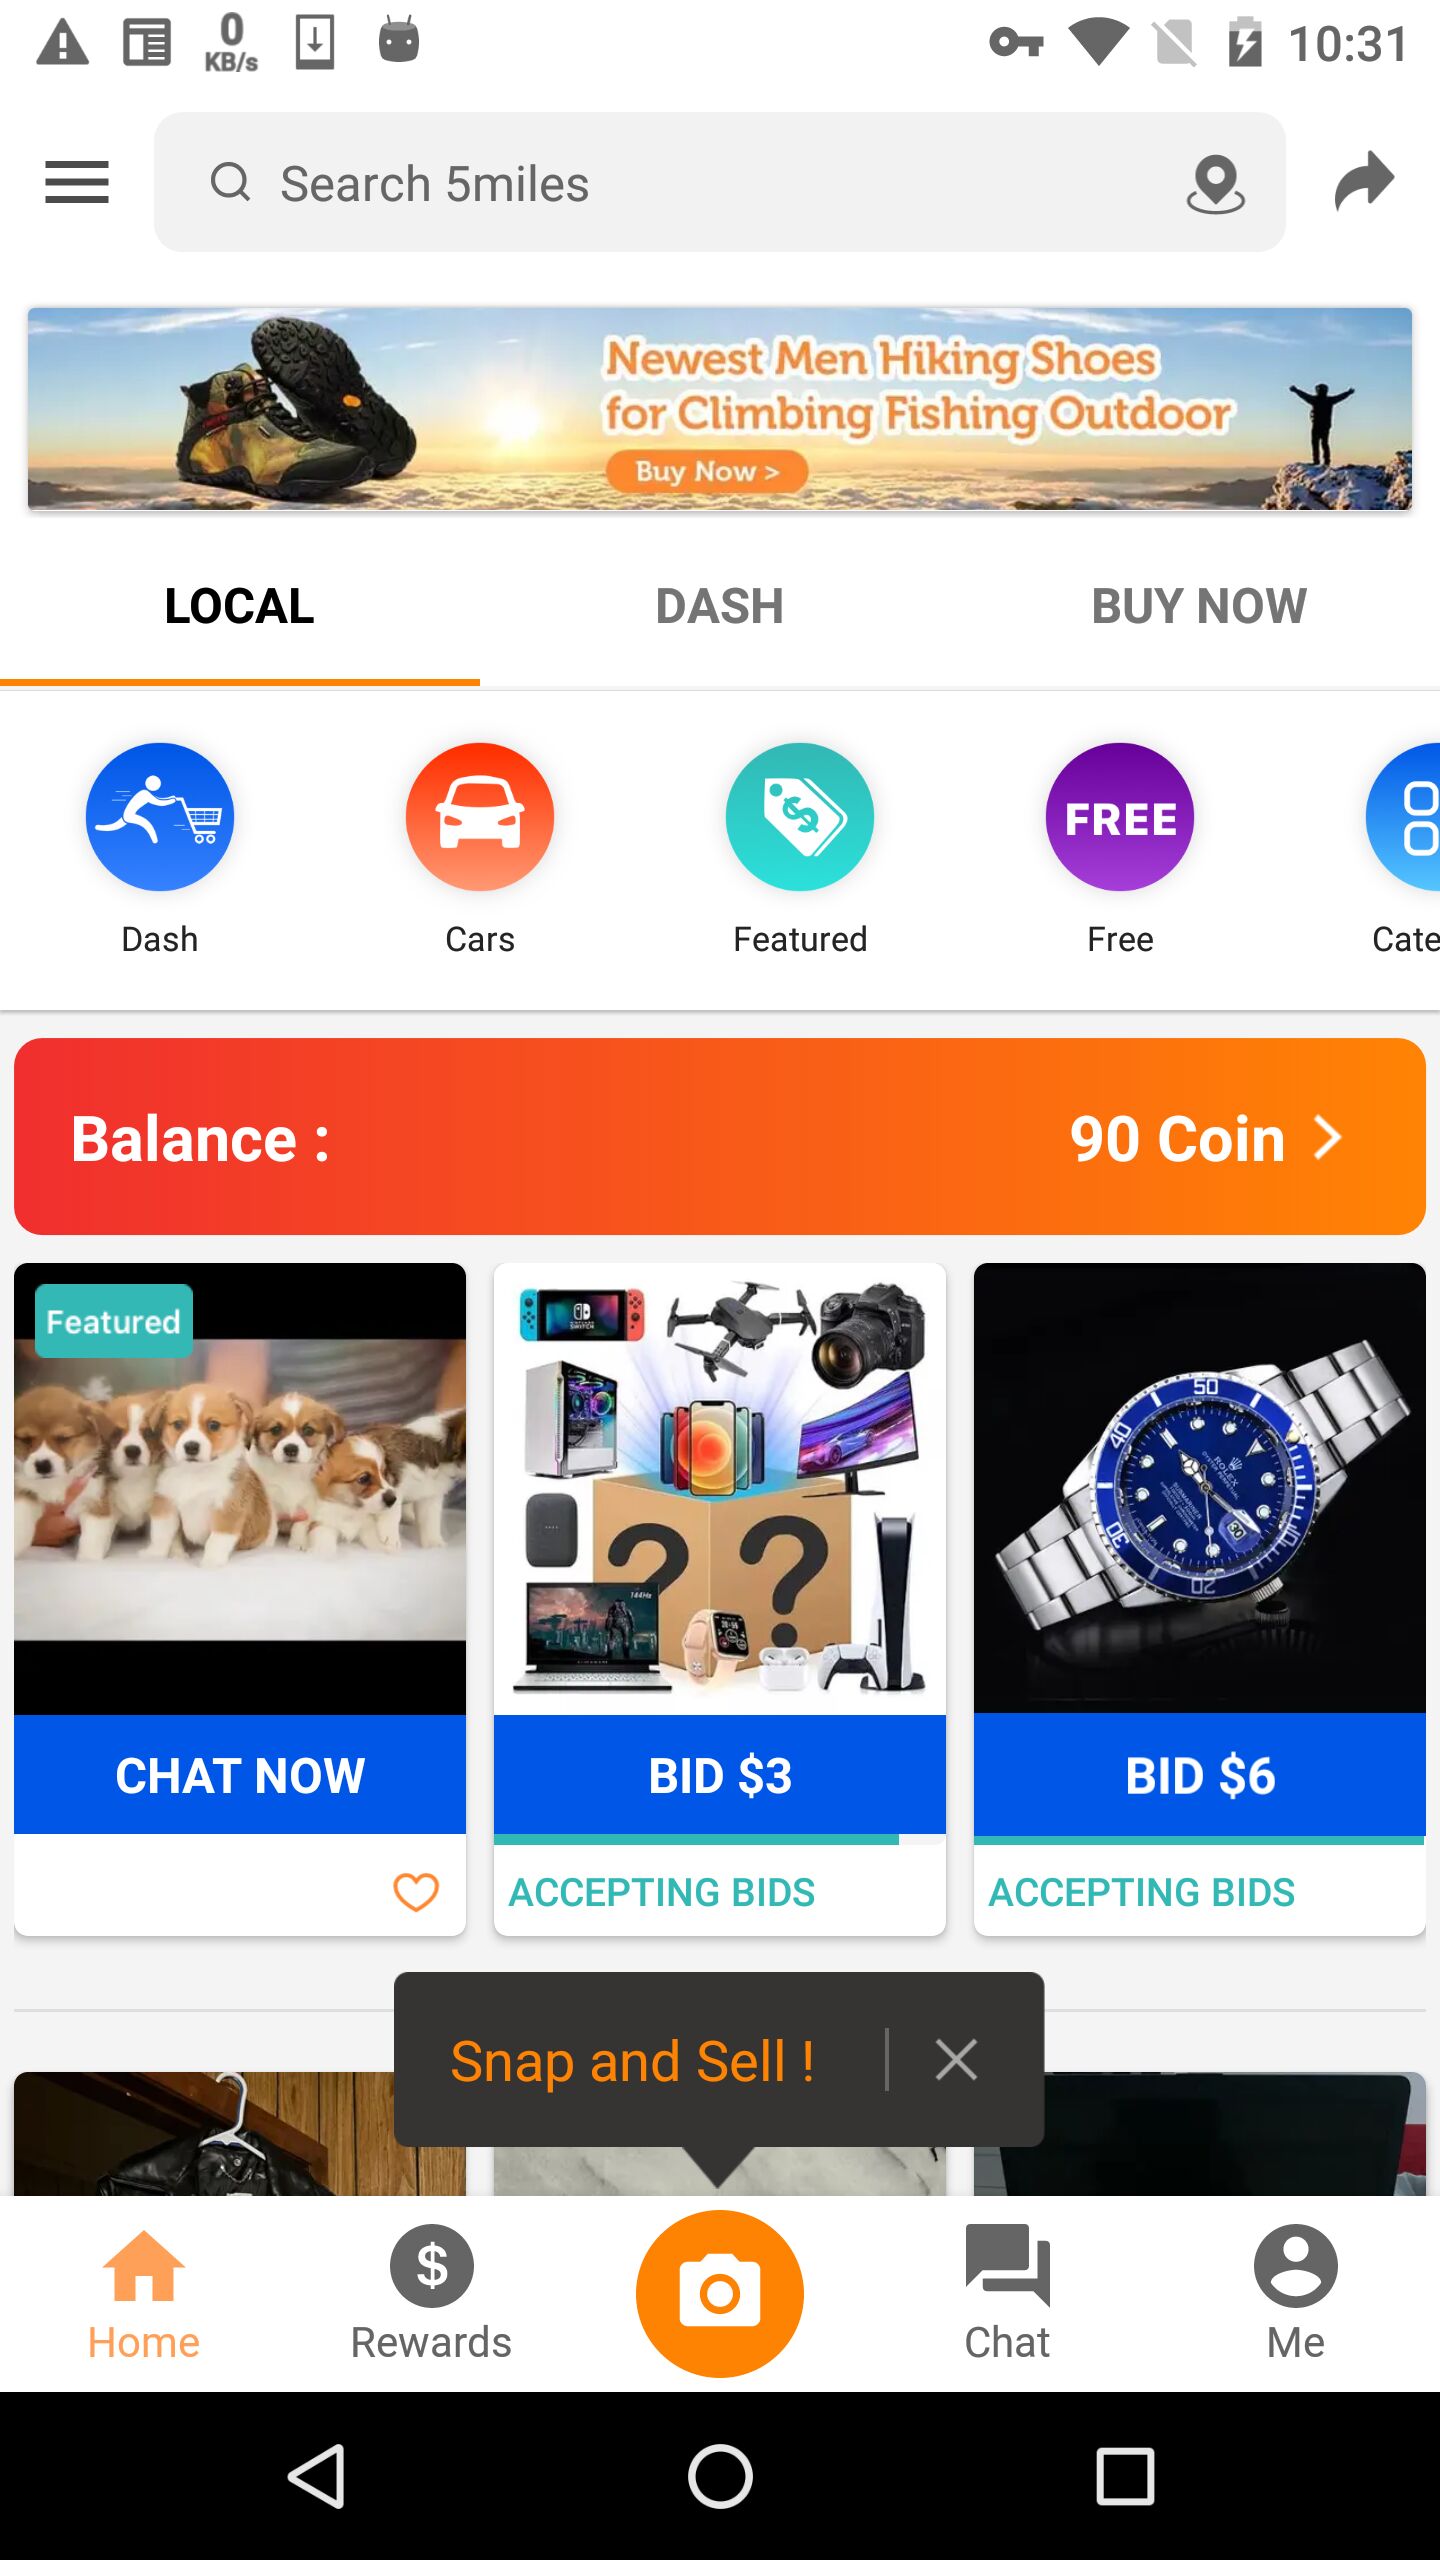 0
KB/s
10:31
Search 5miles
Newest Men Hiking Shoes
for Climbing Fishing Outdoor
Buy Now >
LOCAL
DASH
BUY NOW
FREE
Dash
Cars
Featured
Free
Cate
Balance :
90 Coin
Featured
CHAT NOW
BID $3
BID $6
ACCEPTING BIDS
ACCEPTING BIDS
Snap and Sell !
Home
Rewards
Chat
Me